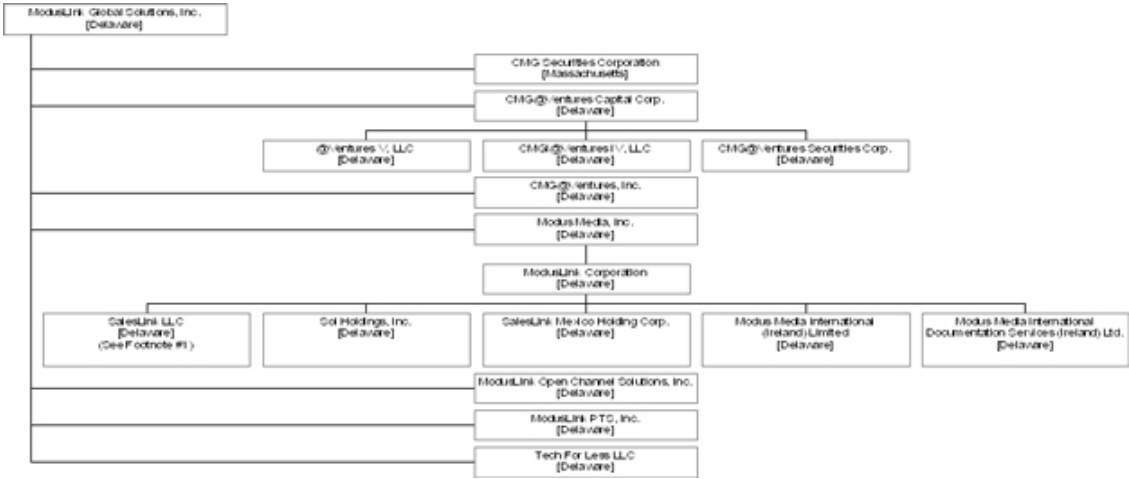 ModusLink Global Solutions, Inc.
[Delaware]
CMG Securities Corporation
[Massachusetts]
CMG@Ventures Capital Corp.
[Delaware]
@Ventures V, LLC
[Delaware]
CMGI@Ventures IV, LLC
[Delaware]
CMG@Ventures Securities Corp.
[Delaware]
CMG@Ventures, Inc.
[Delaware]
Modus Media, Inc.
[Delaware]
ModusLink Corporation
[Delaware]
SalesLink LLC
[Delaware]
(See Footnote #1)
Sol Holdings, Inc.
[Delaware]
SalesLink Mexico Holding Corp.
[Delaware]
Modus Media International
(Ireland) Limited
[Delaware]
Modus Media International
Documentation Services (Ireland) Ltd.
[Delaware]
ModusLink Open Channel Solutions, Inc.
[Delaware]
ModusLink PTS, Inc.
[Delaware]
Tech For Less LLC
[Delaware]